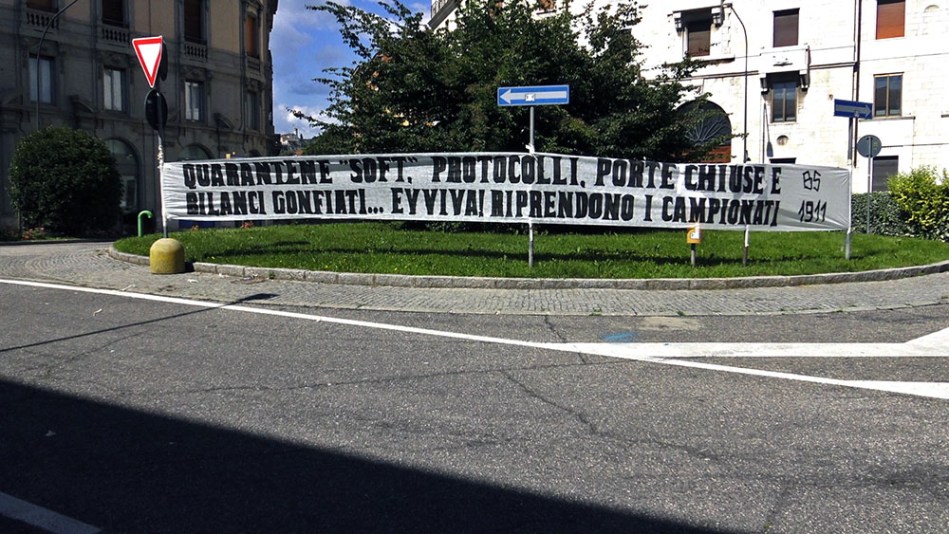 QUARANTENE "SOFT", PROTOCOLLI, PORTE CHIUSE E
BILANCI GONFIATI... EVVIVA! RIPRENDONO I CAMPIONATI
BS
1911